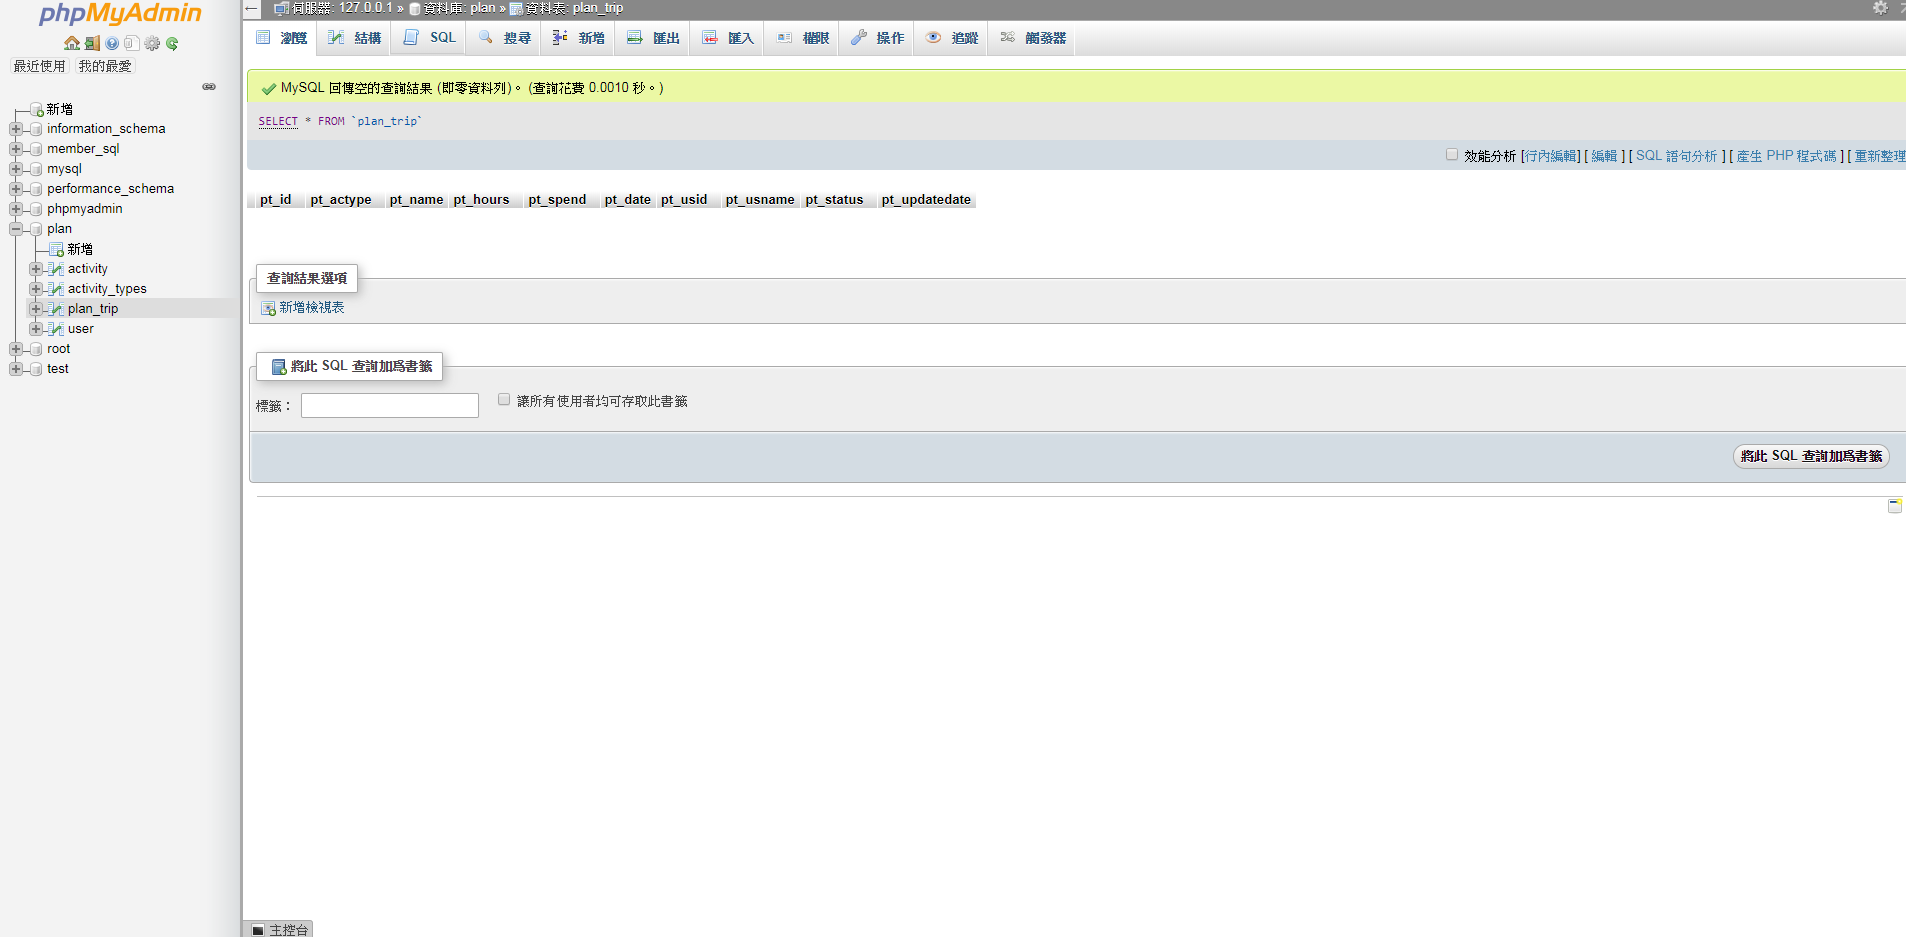 phpMyAdmin
最近使用 我的最愛
新增
information_schema
member_sql
mysql
performance_schema
phpmyadmin
plan
新增
activity
activity_types
plan_trip
user
root
test
伺服器: 127.0.0.1 » 資料庫: plan » 資料表: plan_trip
瀏覽 結構 SQL 搜尋 新增 匯出 匯入 權限 操作 追蹤 觸發器
MySQL 回傳空的查詢結果 (即零資料列)。 (查詢花費 0.0010 秒。)
SELECT * FROM `plan_trip`
效能分析 [行內編輯] [ 編輯 ] [ SQL 語句分析 ] [ 產生 PHP 程式碼 ] [ 重新整理
pt_id pt_actype pt_name pt_hours pt_spend pt_date pt_usid pt_usname pt_status pt_updatedate
查詢結果選項
新增檢視表
將此 SQL 查詢加為書籤
標籤： 讓所有使用者均可存取此書籤
將此 SQL 查詢加為書籤
主控台